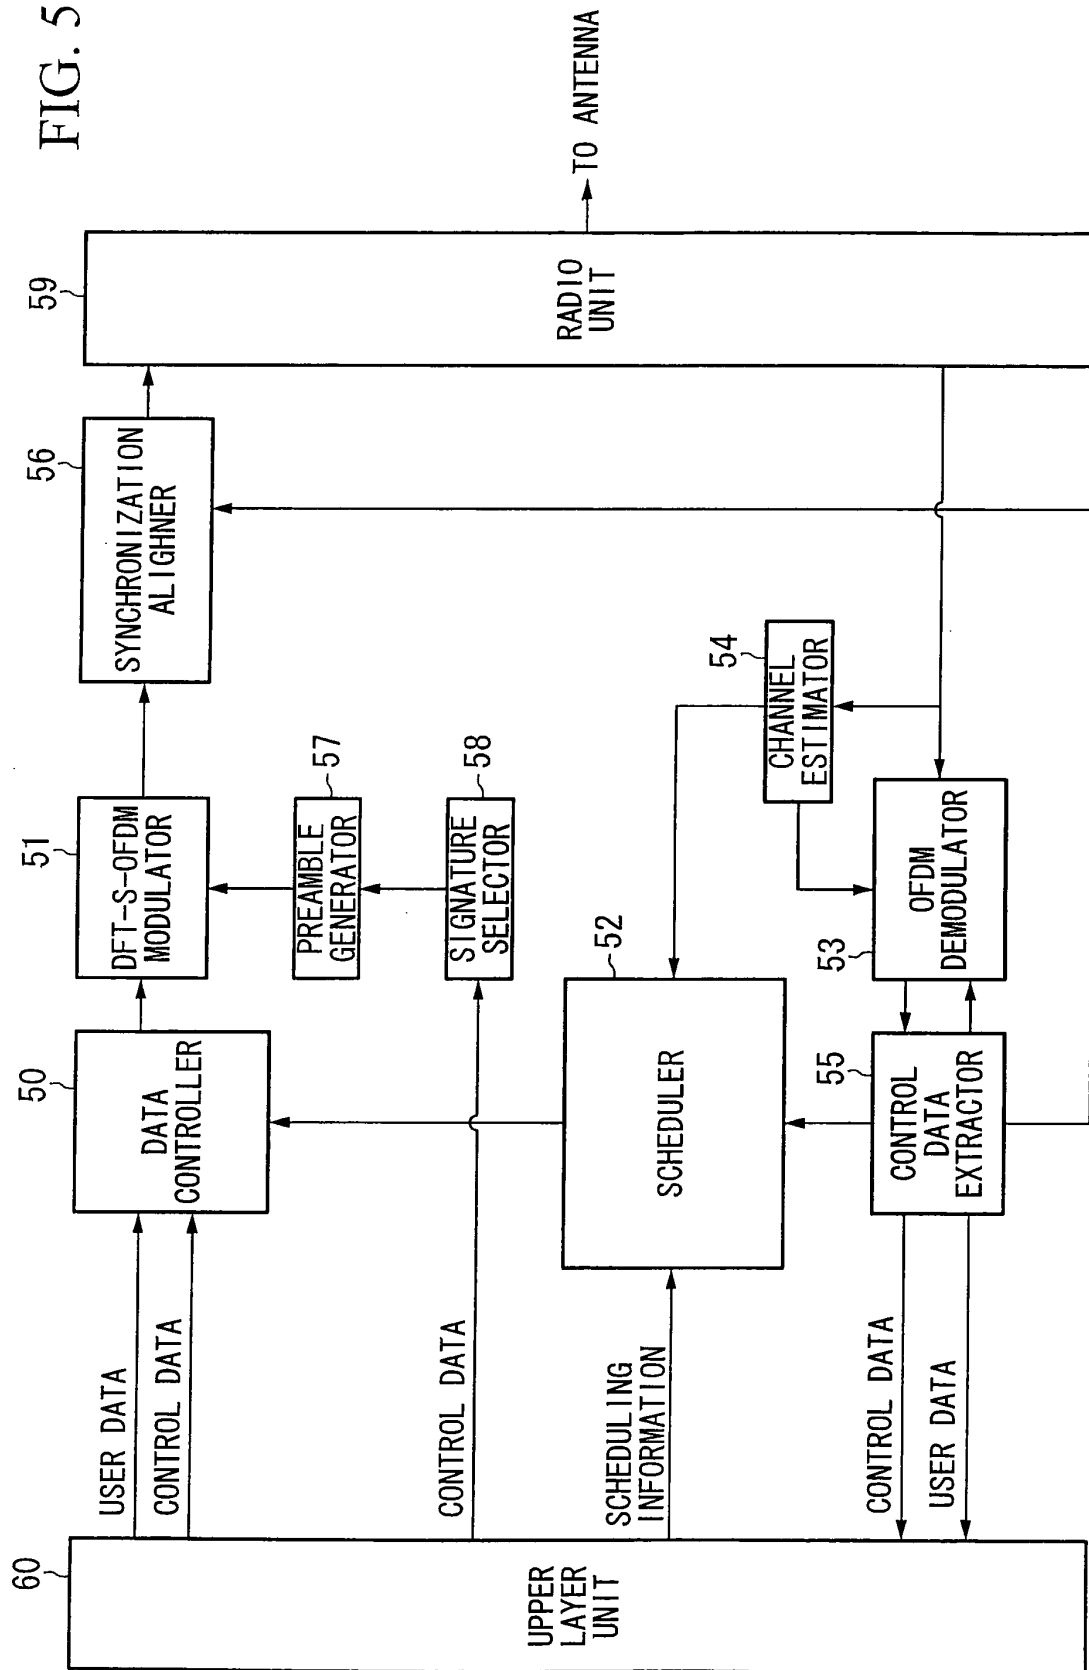 FIG. 5
60
UPPER
LAYER
UNIT
USER DATA
CONTROL DATA
CONTROL DATA
SCHEDULING
INFORMATION
CONTROL DATA
USER DATA
50
DATA
CONTROLLER
51
DFT-S-OFDM
MODULATOR
56
SYNCHRONIZATION
ALIGHNER
59
RADIO
UNIT
TO ANTENNA
57
PREAMBLE
GENERATOR
58
SIGNATURE
SELECTOR
52
SCHEDULER
54
CHANNEL
ESTIMATOR
53
OFDM
DEMODULATOR
55
CONTROL
DATA
EXTRACTOR